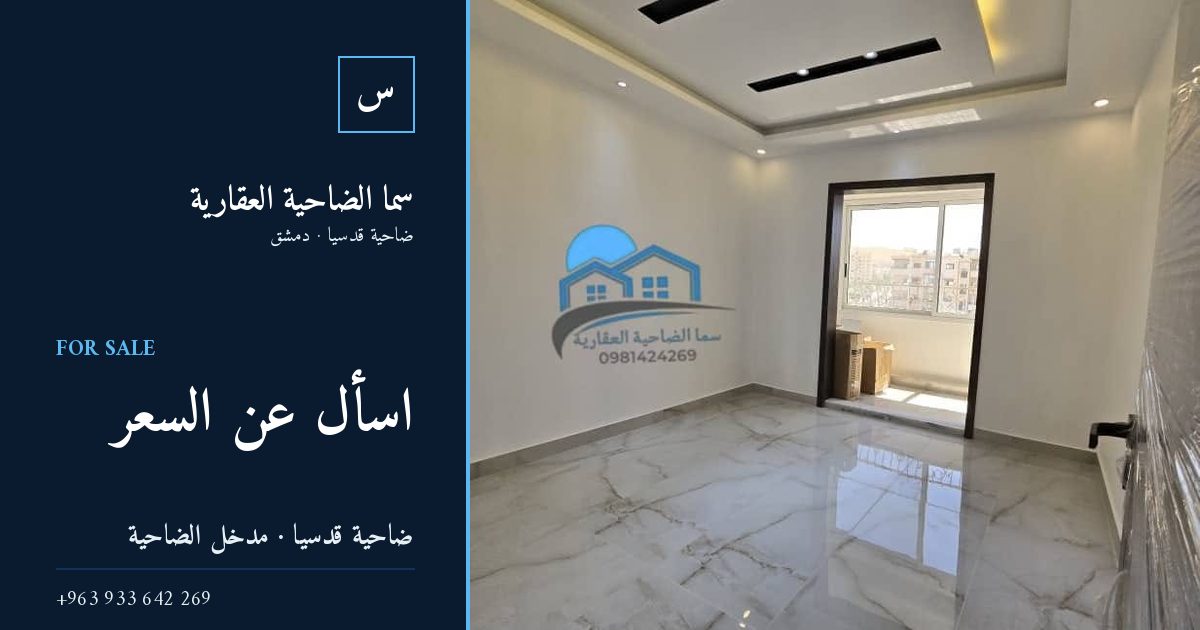 س
سما الضاحية العقارية
ضاحية قدسيا · دمشق
FOR SALE
اسأل عن السعر
ضاحية قدسيا · مدخل الضاحية
+963 933 642 269
سما الضاحية العقارية
0981424269